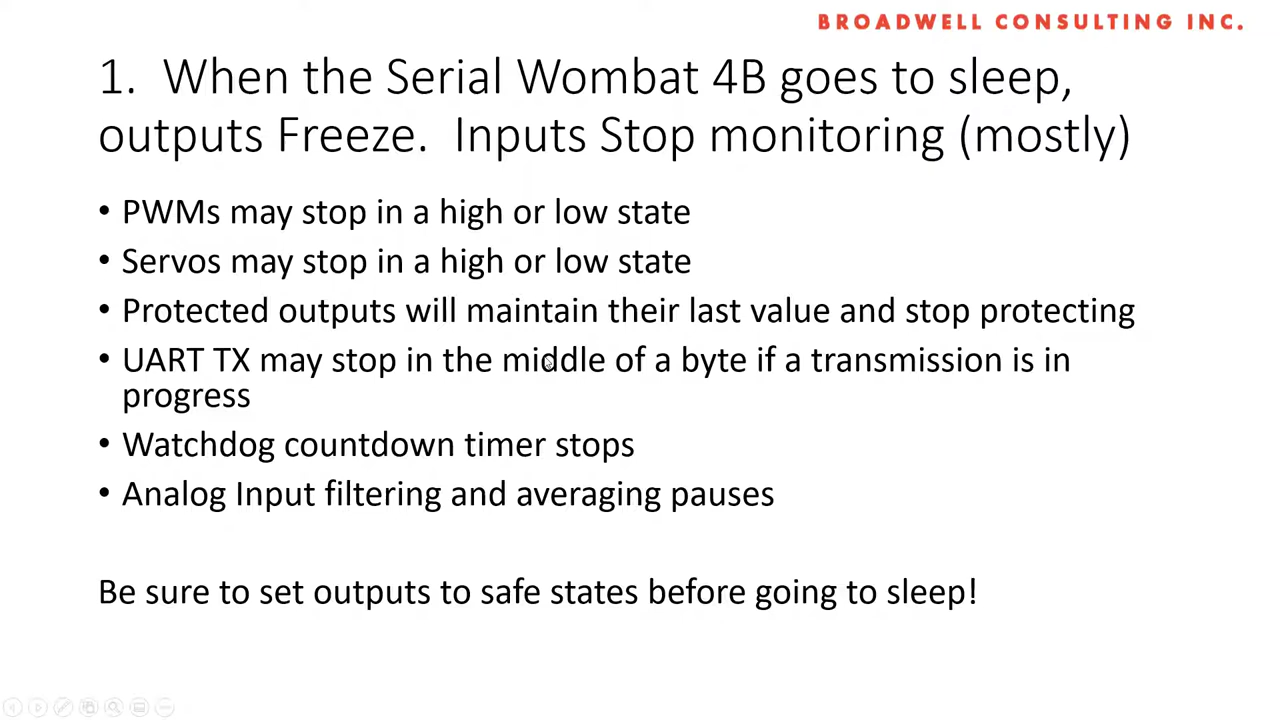 BROADWELL CONSULTING INC.
1. When the Serial Wombat 4B goes to sleep,
outputs Freeze. Inputs Stop monitoring (mostly)
• PWMs may stop in a high or low state
• Servos may stop in a high or low state
• Protected outputs will maintain their last value and stop protecting
• UART TX may stop in the middle of a byte if a transmission is in
progress
• Watchdog countdown timer stops
• Analog Input filtering and averaging pauses
Be sure to set outputs to safe states before going to sleep!